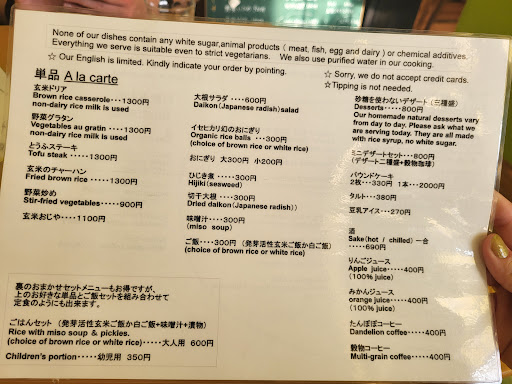 None of our dishes contain any white sugar,animal products ( meat, fish, egg and dairy ) or chemical additives.
Everything we serve is suitable even to strict vegetarians. We also use purified water in our cooking.
☆ Our English is limited. Kindly indicate your order by pointing.
☆ Sorry, we do not accept credit cards.
☆Tipping is not needed.
単品 A la carte
玄米ドリア
Brown rice casserole・・・1300円
non-dairy rice milk is used
野菜グラタン
Vegetables au gratin ・・・・1300円
non-dairy rice milk is used
とうふステーキ
Tofu steak ・・・・・1300円
玄米のチャーハン
Fried brown rice・・・・・1300円
野菜炒め
Stir-fried vegetables・・・・・900円
玄米おじや・・・・1100円
大根サラダ ・・・・600円
Daikon(Japanese radish)salad
イセヒカリ幻のおにぎり
Organic rice balls ・・・300円
(choice of brown rice or white rice)
おにぎり 大300円 小200円
ひじき煮 ・・・・・300円
Hijiki(seaweed)
切干大根 ・・・・300円
Dried daikon(Japanese radish))
味噌汁・・・・300円
(miso soup)
ご飯・・・・300円 (発芽活性玄米ご飯か白ご飯)
(choice of brown rice or white rice)
砂糖を使わないデザート(三種盛)
Desserts ・・・・・800円
Our homemade natural desserts vary
from day to day. Please ask what we
are serving today. They are all made
with rice syrup, no white sugar.
ミニデザートセット・・・800円
(デザート二種盛+穀物珈琲)
パウンドケーキ
2枚・・・330円 1本・・・2000円
タルト・・・380円
豆乳アイス・・・270円
酒
Sake(hot / chilled) 一合
・・・・・690円
りんごジュース
Apple juice・・・・・400円
(100% juice)
みかんジュース
orange juice・・・・400円
(100% juice)
たんぽぽコーヒー
Dandelion coffee・・・・400円
穀物コーヒー
Multi-grain coffee・・・・400円
裏のおまかせセットメニューもお得ですが、
上のお好きな単品とご飯セットを組み合わせて
定食のようにも出来ます。
ごはんセット (発芽活性玄米ご飯か白ご飯+味噌汁+漬物)
Rice with miso soup & pickles.
(choice of brown rice or white rice)・・・・・大人用 600円
Children's portion・・・・・幼児用 350円